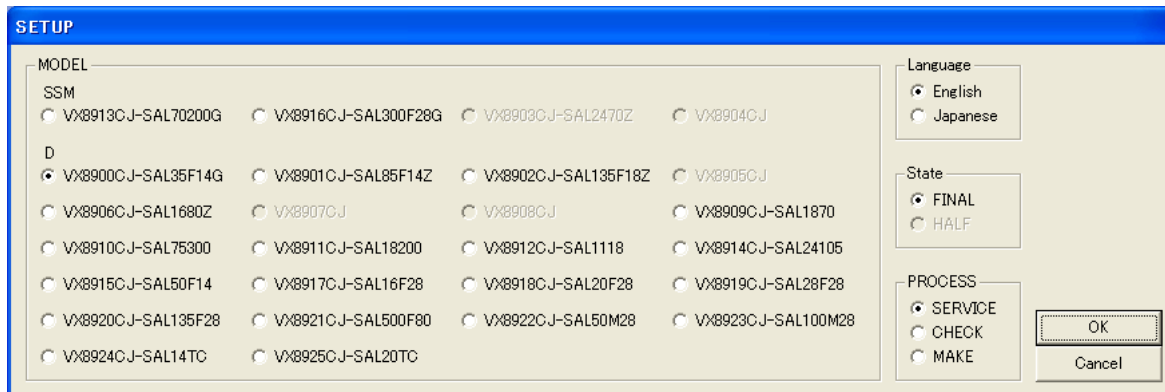 SETUP
MODEL
SSM
VX8913CJ-SAL70200G VX8916CJ-SAL300F28G VX8903CJ-SAL2470Z VX8904CJ
D
VX8900CJ-SAL35F14G VX8901CJ-SAL85F14Z VX8902CJ-SAL135F18Z VX8905CJ
VX8906CJ-SAL1680Z VX8907CJ VX8908CJ VX8909CJ-SAL1870
VX8910CJ-SAL75300 VX8911CJ-SAL18200 VX8912CJ-SAL1118 VX8914CJ-SAL24105
VX8915CJ-SAL50F14 VX8917CJ-SAL16F28 VX8918CJ-SAL20F28 VX8919CJ-SAL28F28
VX8920CJ-SAL135F28 VX8921CJ-SAL500F80 VX8922CJ-SAL50M28 VX8923CJ-SAL100M28
VX8924CJ-SAL14TC VX8925CJ-SAL20TC
Language
English
Japanese
State
FINAL
HALF
PROCESS
SERVICE
CHECK
MAKE
OK
Cancel